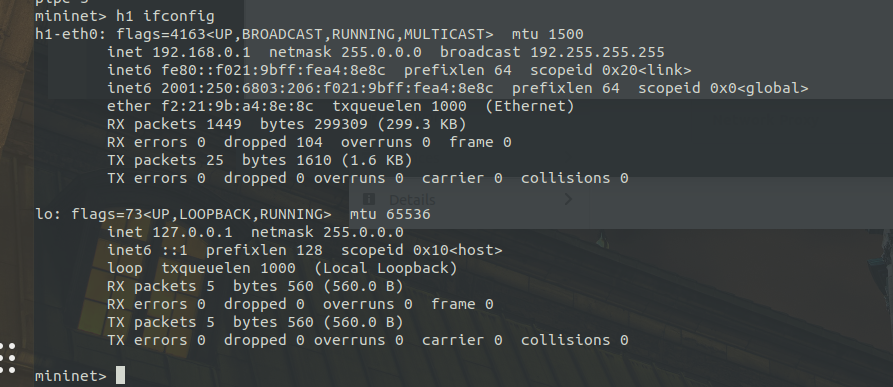 mininet> h1 ifconfig
h1-eth0: flags=4163<UP,BROADCAST,RUNNING,MULTICAST>  mtu 1500
        inet 192.168.0.1  netmask 255.0.0.0  broadcast 192.255.255.255
        inet6 fe80::f021:9bff:fea4:8e8c  prefixlen 64  scopeid 0x20<link>
        inet6 2001:250:6803:206:f021:9bff:fea4:8e8c  prefixlen 64  scopeid 0x0<global>
        ether f2:21:9b:a4:8e:8c  txqueuelen 1000  (Ethernet)
        RX packets 1449  bytes 299309 (299.3 KB)
        RX errors 0  dropped 104  overruns 0  frame 0
        TX packets 25  bytes 1610 (1.6 KB)
        TX errors 0  dropped 0 overruns 0  carrier 0  collisions 0
Details
lo: flags=73<UP,LOOPBACK,RUNNING>  mtu 65536
        inet 127.0.0.1  netmask 255.0.0.0
        inet6 ::1  prefixlen 128  scopeid 0x10<host>
        loop  txqueuelen 1000  (Local Loopback)
        RX packets 5  bytes 560 (560.0 B)
        RX errors 0  dropped 0  overruns 0  frame 0
        TX packets 5  bytes 560 (560.0 B)
        TX errors 0  dropped 0 overruns 0  carrier 0  collisions 0
mininet>